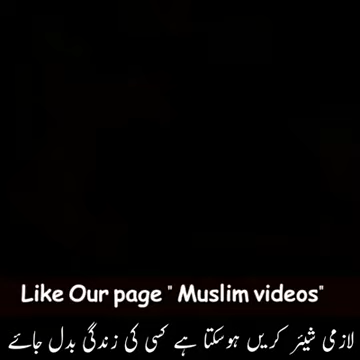 Like Our page " Muslim videos"
لازمی شیئر کریں ہوسکتا ہے کسی کی زندگی بدل جائے